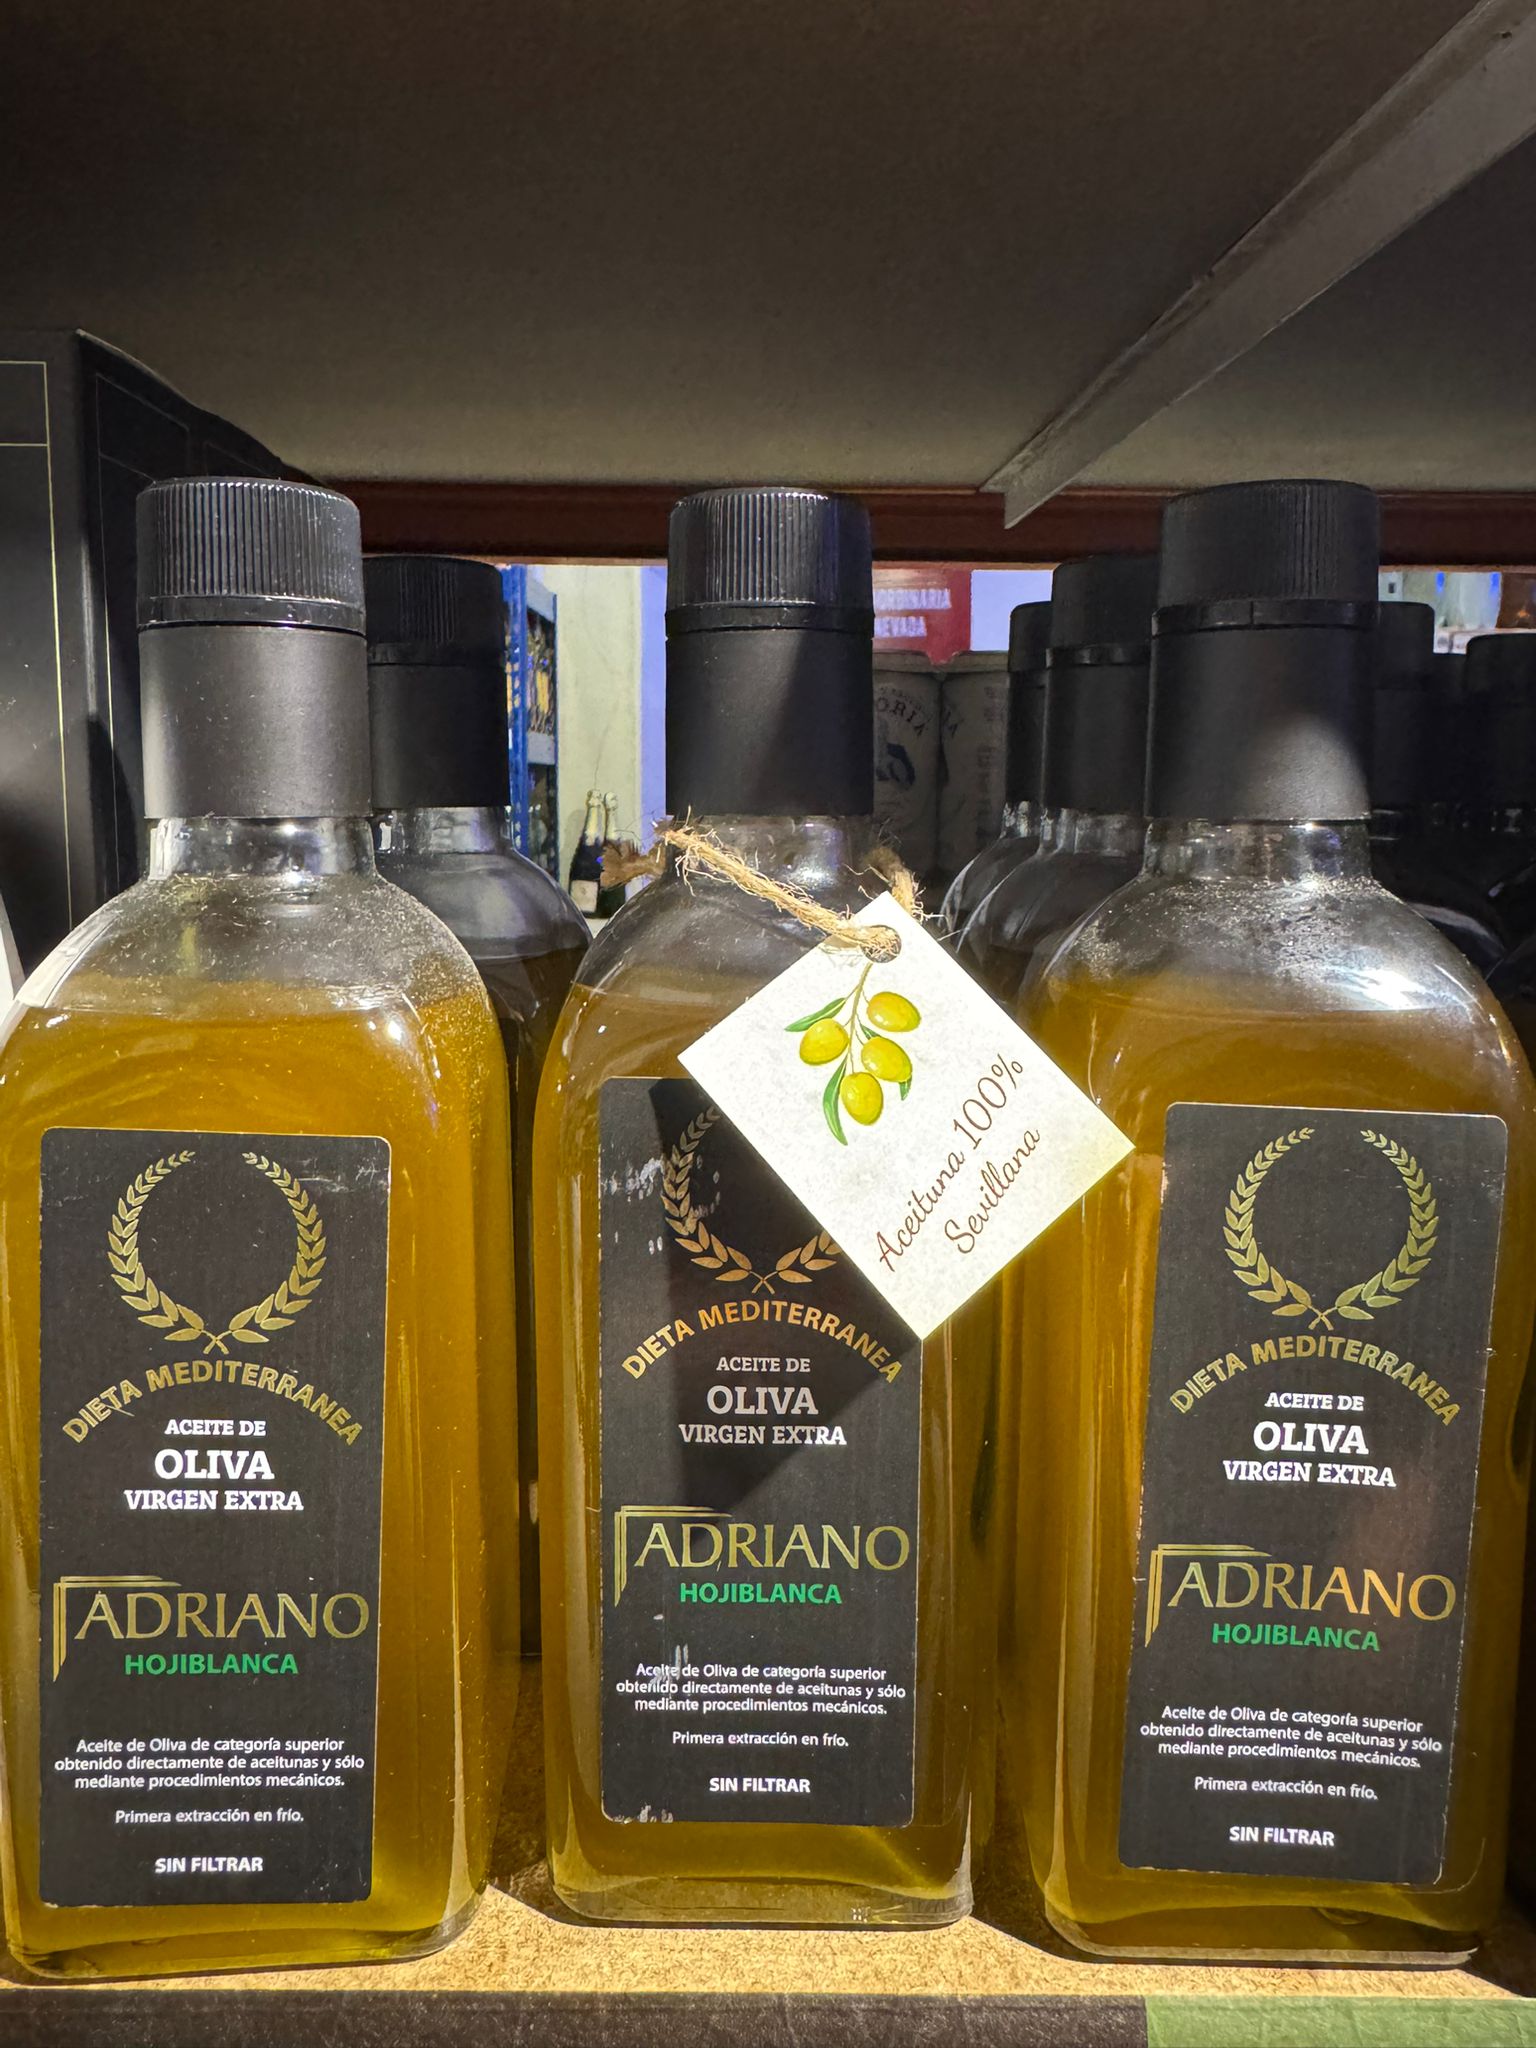 DIETA MEDITERRANEA
ACEITE DE
OLIVA
VIRGEN EXTRA
ADRIANO
HOJIBLANCA
Aceite de Oliva de categoría superior
obtenido directamente de aceitunas y sólo
mediante procedimientos mecánicos.
Primera extracción en frío.
SIN FILTRAR
Aceituna 100%
Sevillana
DIETA MEDITERRANEA
ACEITE DE
OLIVA
VIRGEN EXTRA
ADRIANO
HOJIBLANCA
Aceite de Oliva de categoría superior
obtenido directamente de aceitunas y sólo
mediante procedimientos mecánicos.
Primera extracción en frío.
SIN FILTRAR
DIETA MEDITERRANEA
ACEITE DE
OLIVA
VIRGEN EXTRA
ADRIANO
HOJIBLANCA
Aceite de Oliva de categoría superior
obtenido directamente de aceitunas y sólo
mediante procedimientos mecánicos.
Primera extracción en frío.
SIN FILTRAR